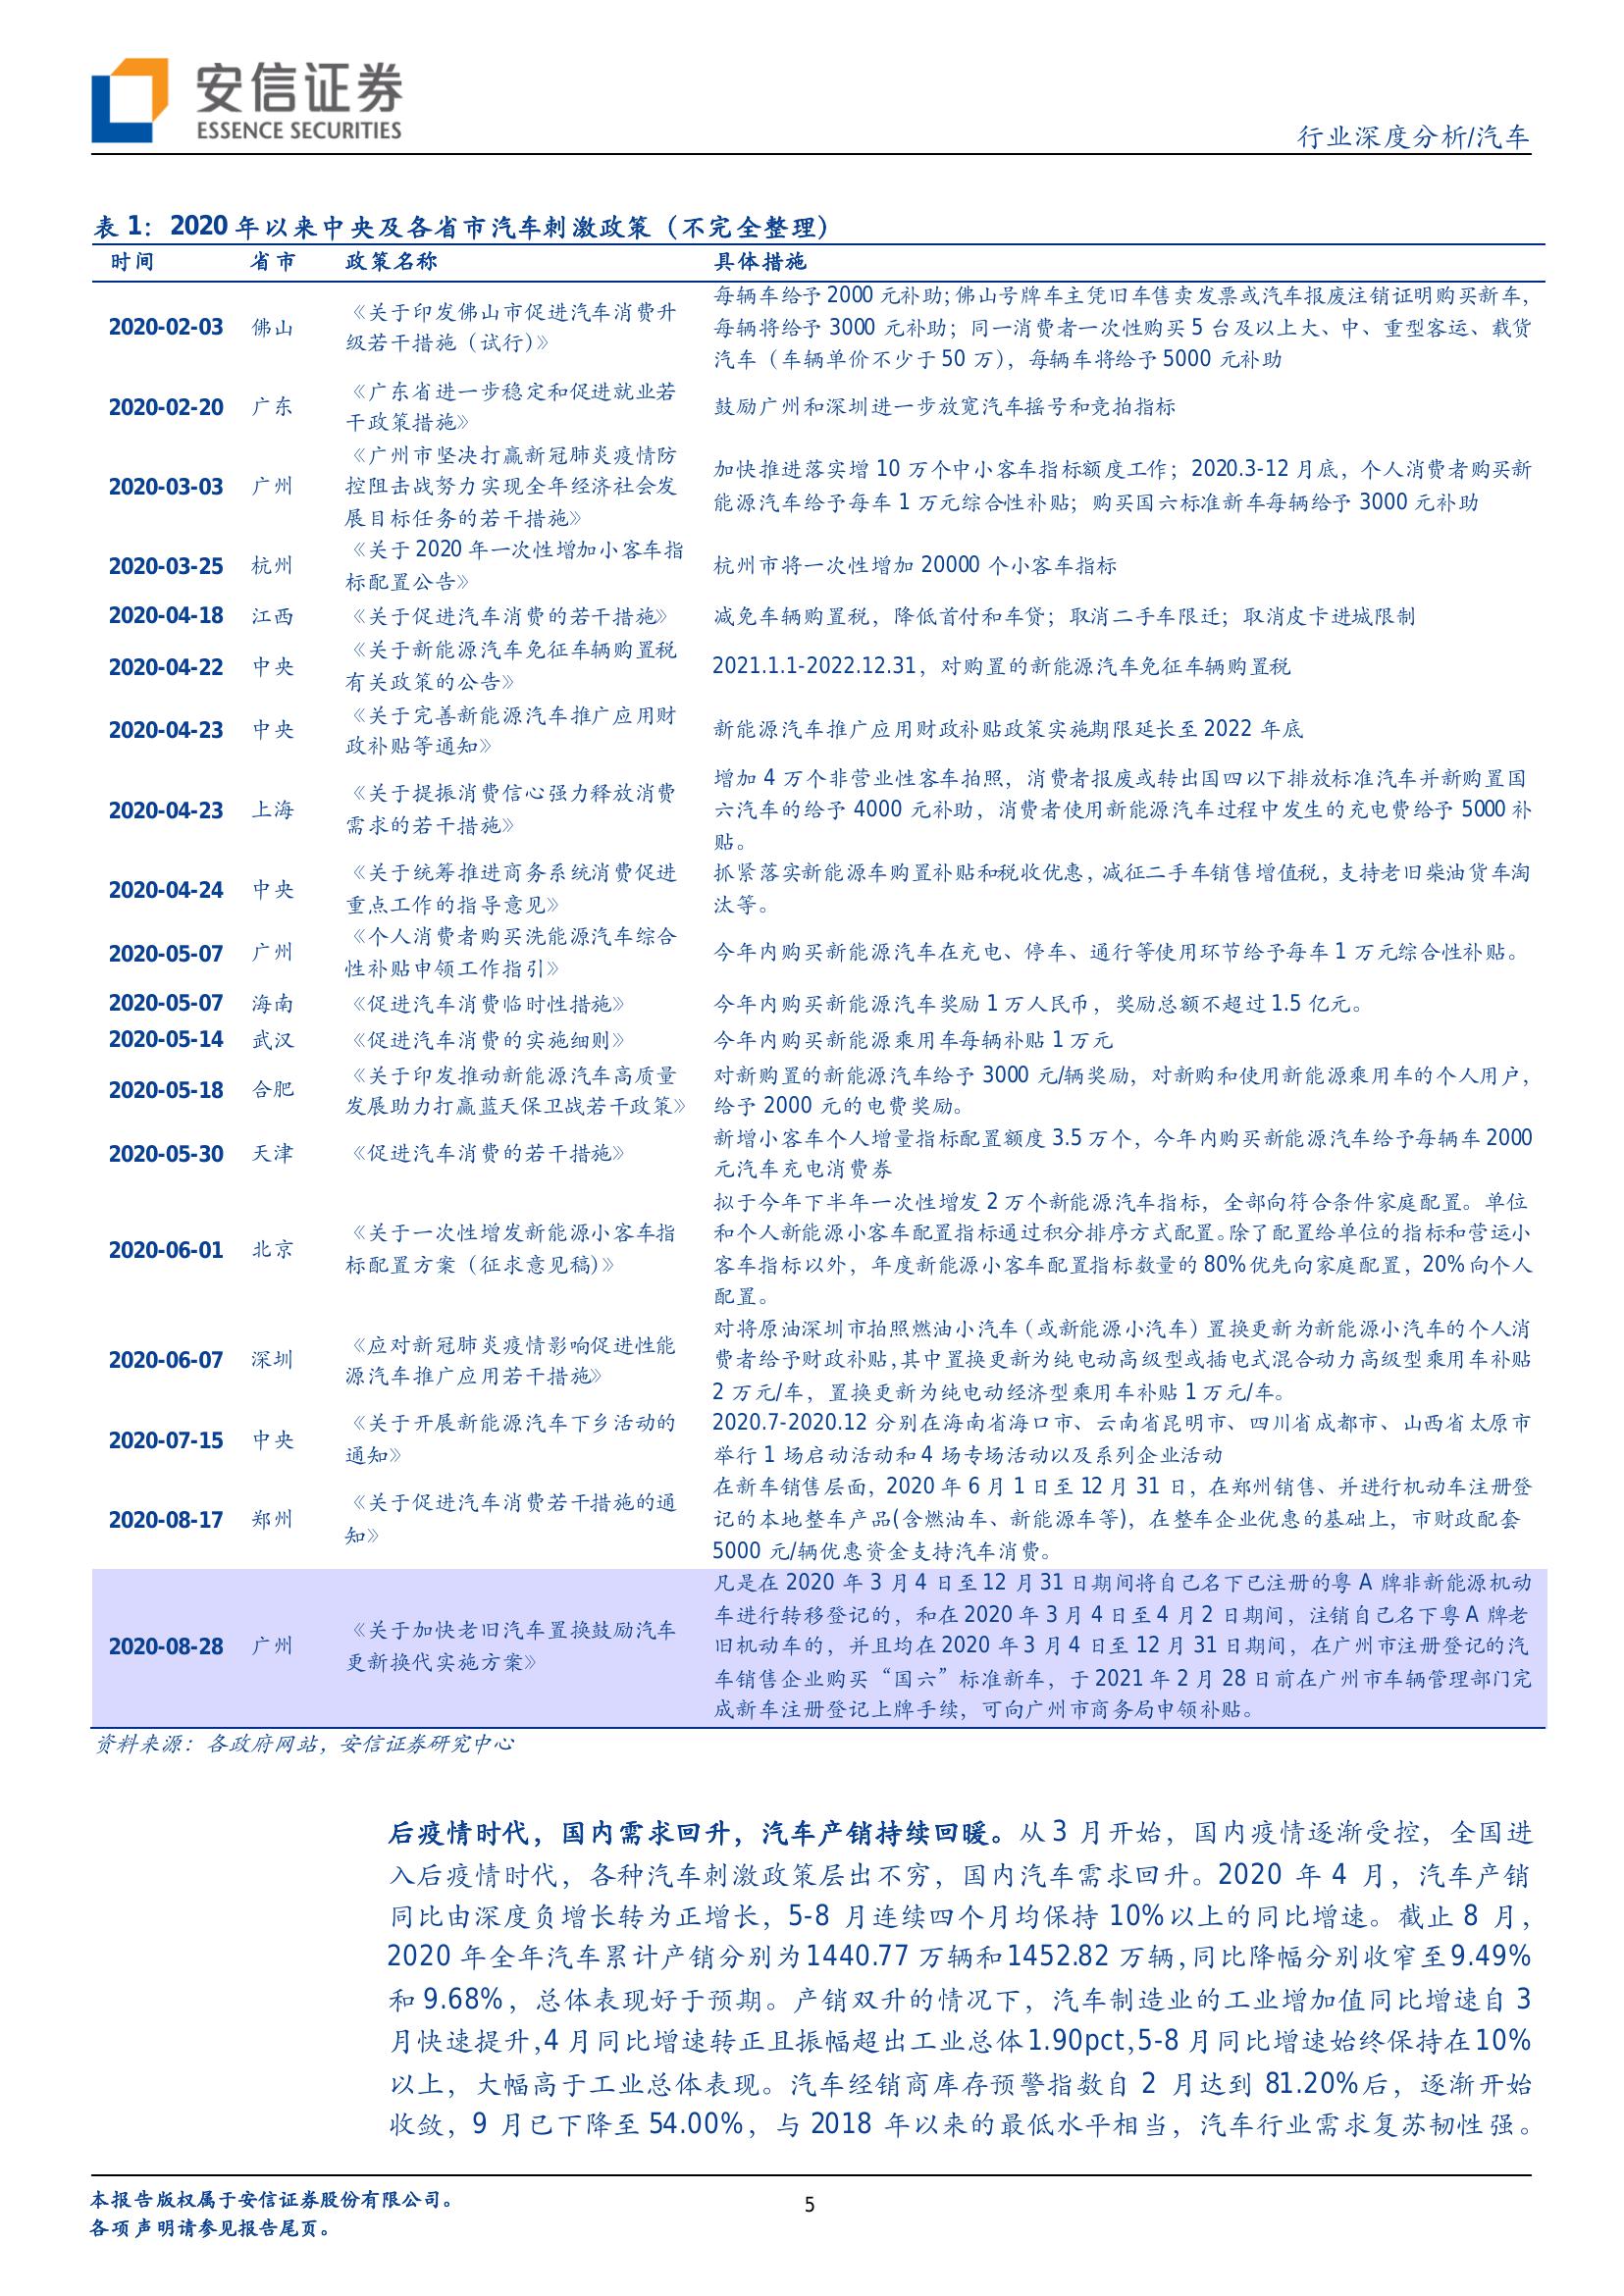 安信证券
ESSENCE SECURITIES
行业深度分析/汽车
表 1：2020 年以来中央及各省市汽车刺激政策（不完全整理）
时间 省市 政策名称 具体措施
2020-02-03 佛山 《关于印发佛山市促进汽车消费升
级若干措施（试行）》
每辆车给予 2000 元补助；佛山号牌车主凭旧车售卖发票或汽车报废注销证明购买新车，
每辆将给予 3000 元补助；同一消费者一次性购买 5 台及以上大、中、重型客运、载货
汽车（车辆单价不少于 50 万），每辆车将给予 5000 元补助
2020-02-20 广东 《广东省进一步稳定和促进就业若
干政策措施》
鼓励广州和深圳进一步放宽汽车摇号和竞拍指标
2020-03-03 广州 《广州市坚决打赢新冠肺炎疫情防
控阻击战努力实现全年经济社会发
展目标任务的若干措施》
加快推进落实增 10 万个中小客车指标额度工作；2020.3-12 月底，个人消费者购买新
能源汽车给予每车 1 万元综合性补贴；购买国六标准新车每辆给予 3000 元补助
2020-03-25 杭州 《关于 2020 年一次性增加小客车指
标配置公告》
杭州市将一次性增加 20000 个小客车指标
2020-04-18 江西 《关于促进汽车消费的若干措施》 减免车辆购置税，降低首付和车贷；取消二手车限迁；取消皮卡进城限制
2020-04-22 中央 《关于新能源汽车免征车辆购置税
有关政策的公告》
2021.1.1-2022.12.31，对购置的新能源汽车免征车辆购置税
2020-04-23 中央 《关于完善新能源汽车推广应用财
政补贴等通知》
新能源汽车推广应用财政补贴政策实施期限延长至 2022 年底
2020-04-23 上海 《关于提振消费信心强力释放消费
需求的若干措施》
增加 4 万个非营业性客车拍照，消费者报废或转出国四以下排放标准汽车并新购置国
六汽车的给予 4000 元补助，消费者使用新能源汽车过程中发生的充电费给予 5000 补
贴。
2020-04-24 中央 《关于统筹推进商务系统消费促进
重点工作的指导意见》
抓紧落实新能源车购置补贴和税收优惠，减征二手车销售增值税，支持老旧柴油货车淘
汰等。
2020-05-07 广州 《个人消费者购买洗能源汽车综合
性补贴申领工作指引》
今年内购买新能源汽车在充电、停车、通行等使用环节给予每车 1 万元综合性补贴。
2020-05-07 海南 《促进汽车消费临时性措施》 今年内购买新能源汽车奖励 1 万人民币，奖励总额不超过 1.5 亿元。
2020-05-14 武汉 《促进汽车消费的实施细则》 今年内购买新能源乘用车每辆补贴 1 万元
2020-05-18 合肥 《关于印发推动新能源汽车高质量
发展助力打赢蓝天保卫战若干政策》
对新购置的新能源汽车给予 3000 元/辆奖励，对新购和使用新能源乘用车的个人用户，
给予 2000 元的电费奖励。
2020-05-30 天津 《促进汽车消费的若干措施》
新增小客车个人增量指标配置额度 3.5 万个，今年内购买新能源汽车给予每辆车 2000
元汽车充电消费券
2020-06-01 北京 《关于一次性增发新能源小客车指
标配置方案（征求意见稿)》
拟于今年下半年一次性增发 2 万个新能源汽车指标，全部向符合条件家庭配置。单位
和个人新能源小客车配置指标通过积分排序方式配置。除了配置给单位的指标和营运小
客车指标以外，年度新能源小客车配置指标数量的 80%优先向家庭配置，20%向个人
配置。
2020-06-07 深圳 《应对新冠肺炎疫情影响促进性能
源汽车推广应用若干措施》
对将原油深圳市拍照燃油小汽车（或新能源小汽车）置换更新为新能源小汽车的个人消
费者给予财政补贴，其中置换更新为纯电动高级型或插电式混合动力高级型乘用车补贴
2 万元/车，置换更新为纯电动经济型乘用车补贴 1 万元/车。
2020-07-15 中央 《关于开展新能源汽车下乡活动的
通知》
2020.7-2020.12 分别在海南省海口市、云南省昆明市、四川省成都市、山西省太原市
举行 1 场启动活动和 4 场专场活动以及系列企业活动
2020-08-17 郑州 《关于促进汽车消费若干措施的通
知》
在新车销售层面，2020 年 6 月 1 日至 12 月 31 日，在郑州销售、并进行机动车注册登
记的本地整车产品(含燃油车、新能源车等)，在整车企业优惠的基础上，市财政配套
5000 元/辆优惠资金支持汽车消费。
2020-08-28 广州 《关于加快老旧汽车置换鼓励汽车
更新换代实施方案》
凡是在 2020 年 3 月 4 日至 12 月 31 日期间将自己名下已注册的粤 A 牌非新能源机动
车进行转移登记的，和在 2020 年 3 月 4 日至 4 月 2 日期间，注销自己名下粤 A 牌老
旧机动车的，并且均在 2020 年 3 月 4 日至 12 月 31 日期间，在广州市注册登记的汽
车销售企业购买“国六”标准新车，于 2021 年 2 月 28 日前在广州市车辆管理部门完
成新车注册登记上牌手续，可向广州市商务局申领补贴。
资料来源：各政府网站，安信证券研究中心
后疫情时代，国内需求回升，汽车产销持续回暖。从 3 月开始，国内疫情逐渐受控，全国进
入后疫情时代，各种汽车刺激政策层出不穷，国内汽车需求回升。2020 年 4 月，汽车产销
同比由深度负增长转为正增长，5-8 月连续四个月均保持 10%以上的同比增速。截止 8 月，
2020 年全年汽车累计产销分别为 1440.77 万辆和 1452.82 万辆，同比降幅分别收窄至 9.49%
和 9.68%，总体表现好于预期。产销双升的情况下，汽车制造业的工业增加值同比增速自 3
月快速提升，4 月同比增速转正且振幅超出工业总体 1.90pct，5-8 月同比增速始终保持在 10%
以上，大幅高于工业总体表现。汽车经销商库存预警指数自 2 月达到 81.20%后，逐渐开始
收敛，9 月已下降至 54.00%，与 2018 年以来的最低水平相当，汽车行业需求复苏韧性强。
本报告版权属于安信证券股份有限公司。
各项声明请参见报告尾页。
5